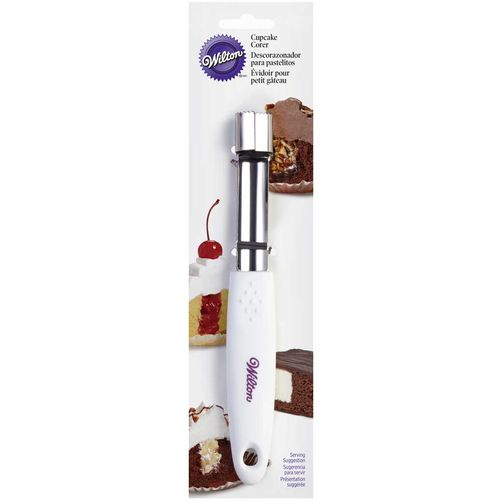 Wilton
Cupcake
Corer
Descorazonador
para pastelitos
Évidoir pour
petit gâteau
Wilton
Serving
Suggestion
Sugerencia para
servir
Présentation
suggérée